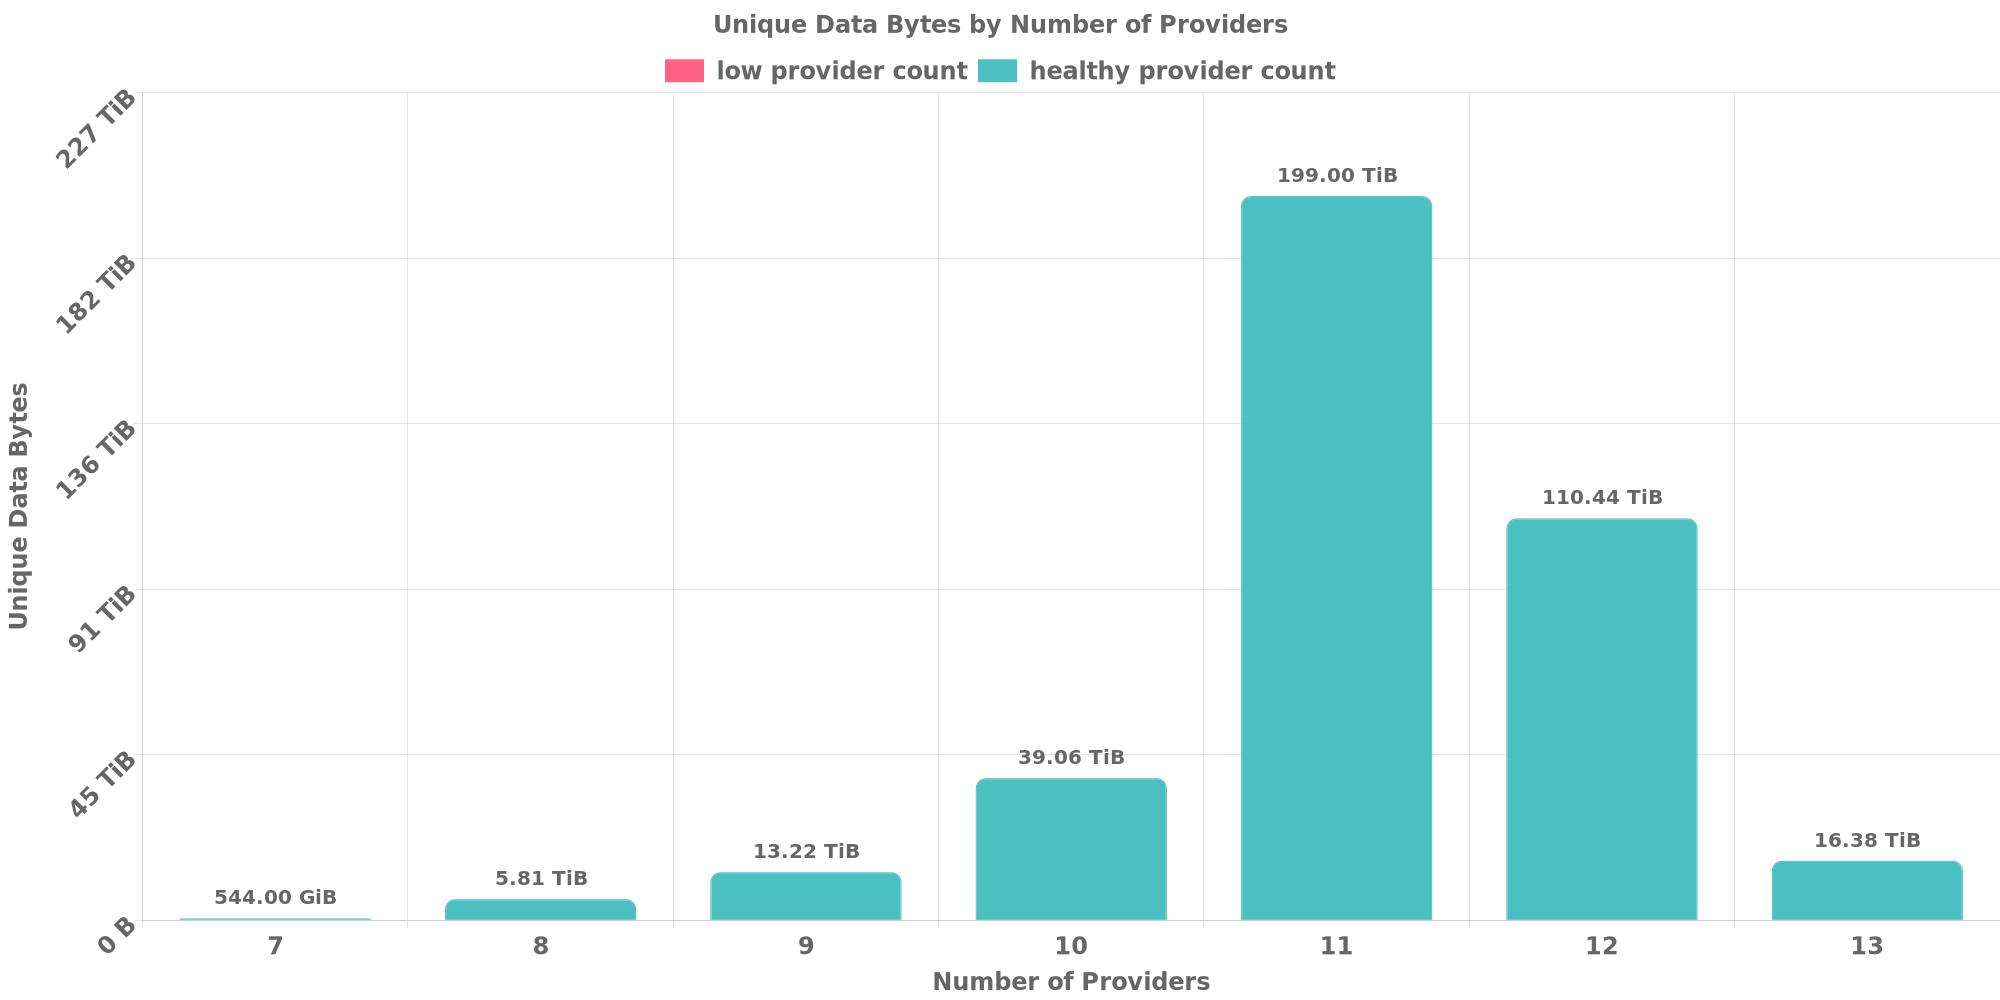 Unique Data Bytes by Number of Providers
low provider count healthy provider count
Unique Data Bytes
227 TiB
182 TiB
136 TiB
91 TiB
45 TiB
0 B
544.00 GiB
5.81 TiB
13.22 TiB
39.06 TiB
199.00 TiB
110.44 TiB
16.38 TiB
7 8 9 10 11 12 13
Number of Providers